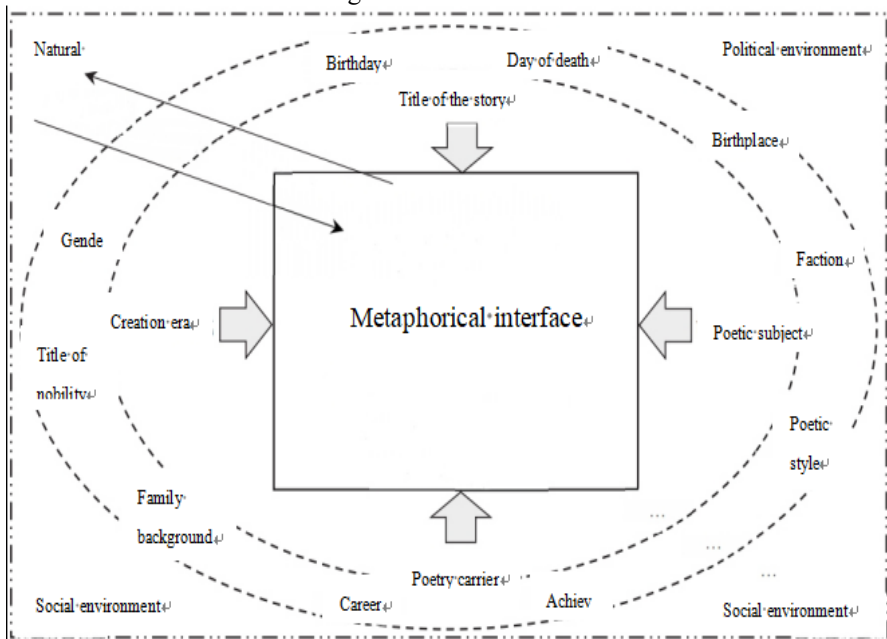 Natural
Birthday
Day of death
Political environment
Title of the story
Birthplace
Gende
Faction
Creation era
Metaphorical interface
Poetic subject
Title of
nobility
Poetic
style
Family
background
...
...
Poetry carrier
...
Social environment
Career
Achiev
Social environment